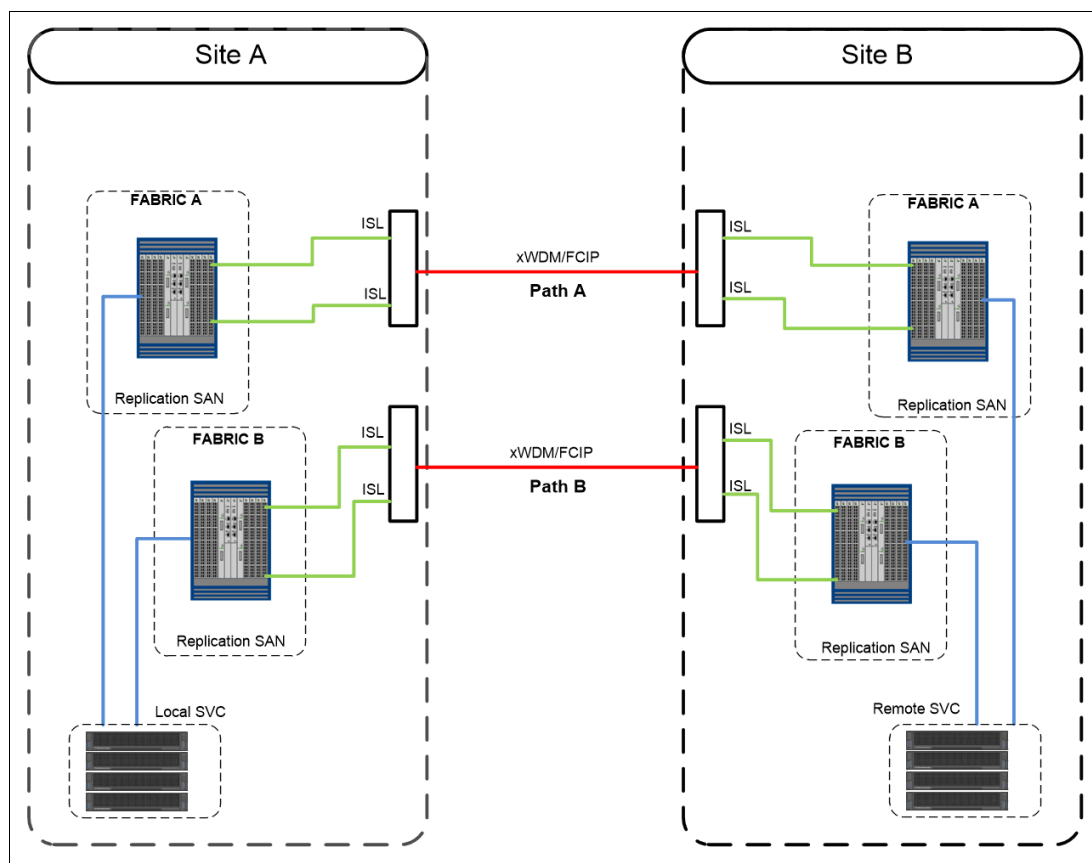 Site A
Site B
FABRIC A
FABRIC A
ISL
ISL
xWDM/FCIP
Path A
ISL
ISL
Replication SAN
Replication SAN
FABRIC B
FABRIC B
ISL
ISL
xWDM/FCIP
Path B
ISL
ISL
Replication SAN
Replication SAN
Local SVC
Remote SVC